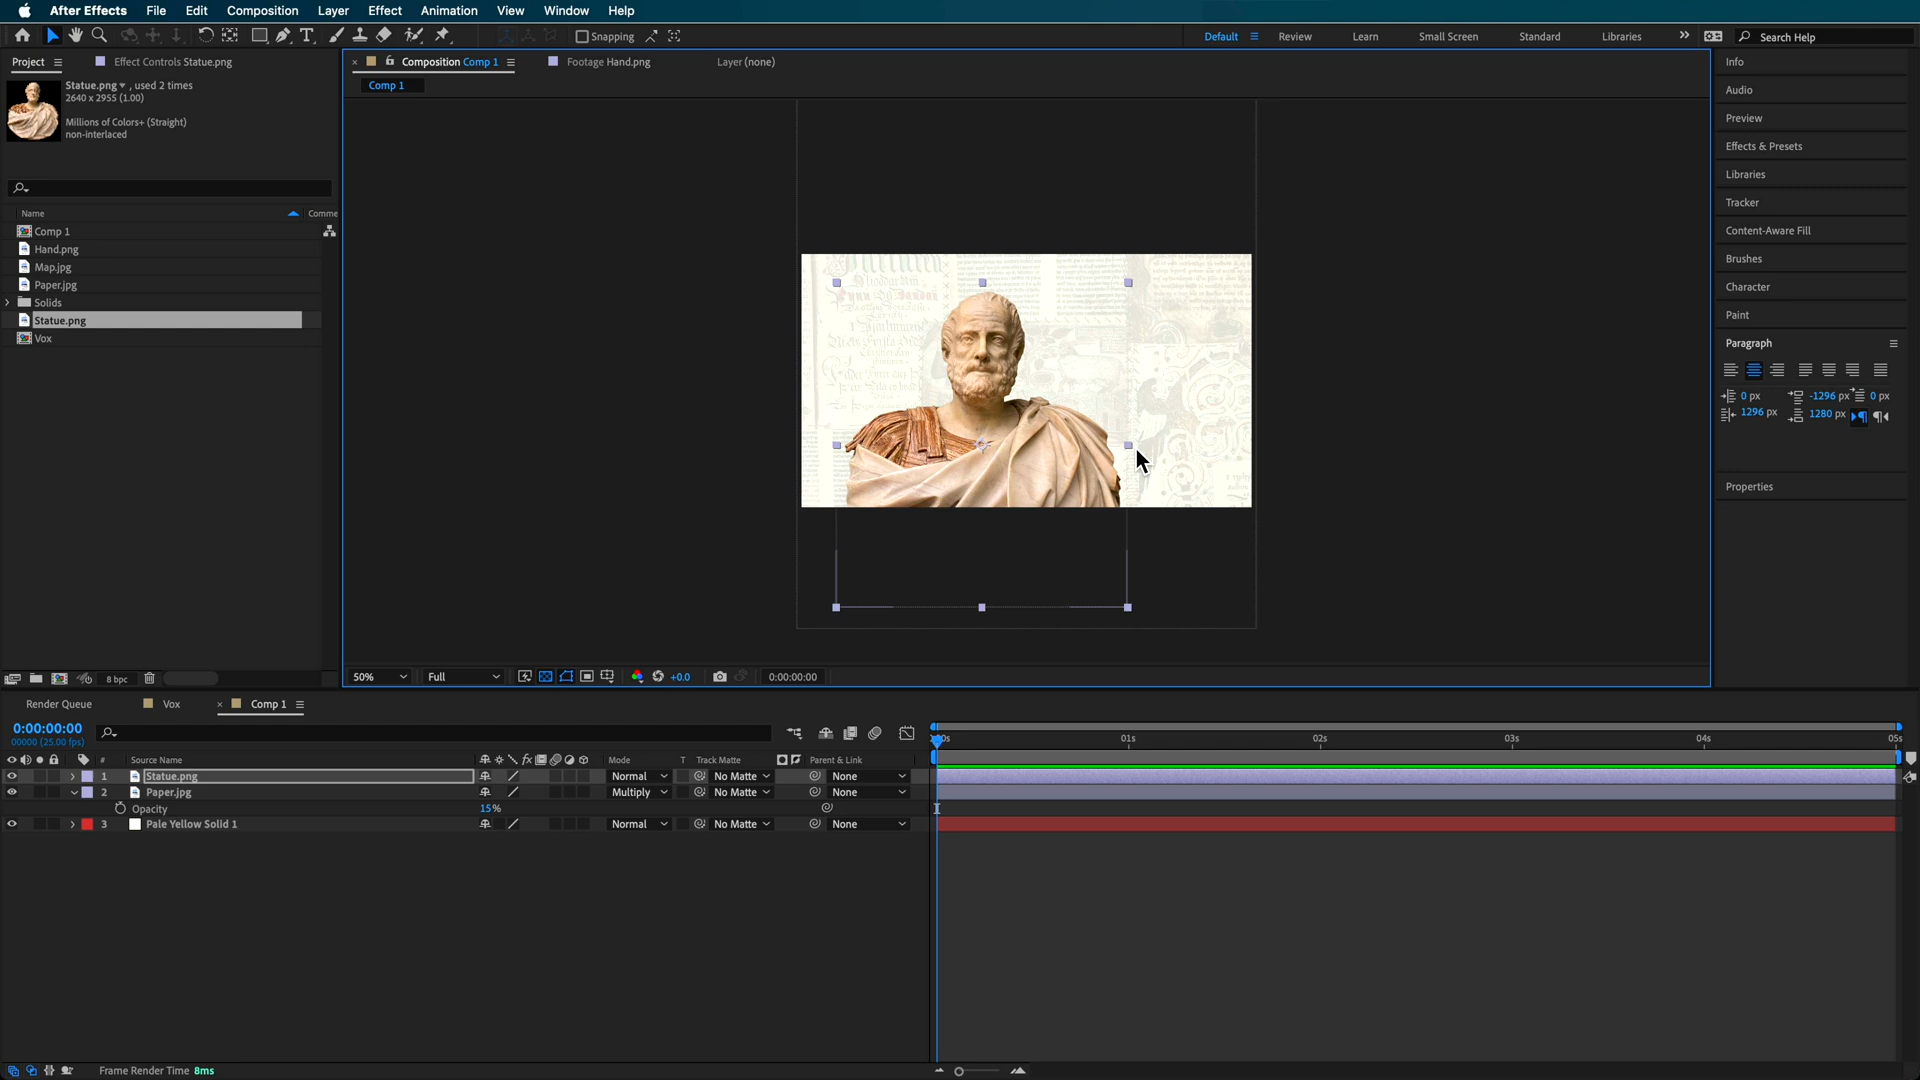 After Effects File Edit Composition Layer Effect Animation View Window Help
Snapping Default Review Learn Small Screen Standard Libraries Search Help
Project Effect Controls Statue.png Composition Comp 1 Footage Hand.png Layer (none) Info
Comp 1
Statue.png , used 2 times
2640 x 2955 (1.00)
Millions of Colors+ (Straight)
non-interlaced
Audio
Preview
Effects & Presets
Libraries
Tracker
Content-Aware Fill
Brushes
Character
Paint
Paragraph
0 px -1296 px 0 px
1296 px 1280 px
Properties
Name Comme
Comp 1
Hand.png
Map.jpg
Paper.jpg
Solids
Statue.png
Vox
8 bpc
50% Full +0.0 0:00:00:00
Render Queue Vox Comp 1
0:00:00:00
00000 (25.00 fps)
01s 02s 03s 04s 05s
# Source Name fx Mode T Track Matte Parent & Link
1 Statue.png Normal No Matte None
2 Paper.jpg Multiply No Matte None
Opacity 15%
3 Pale Yellow Solid 1 Normal No Matte None
Frame Render Time 8ms